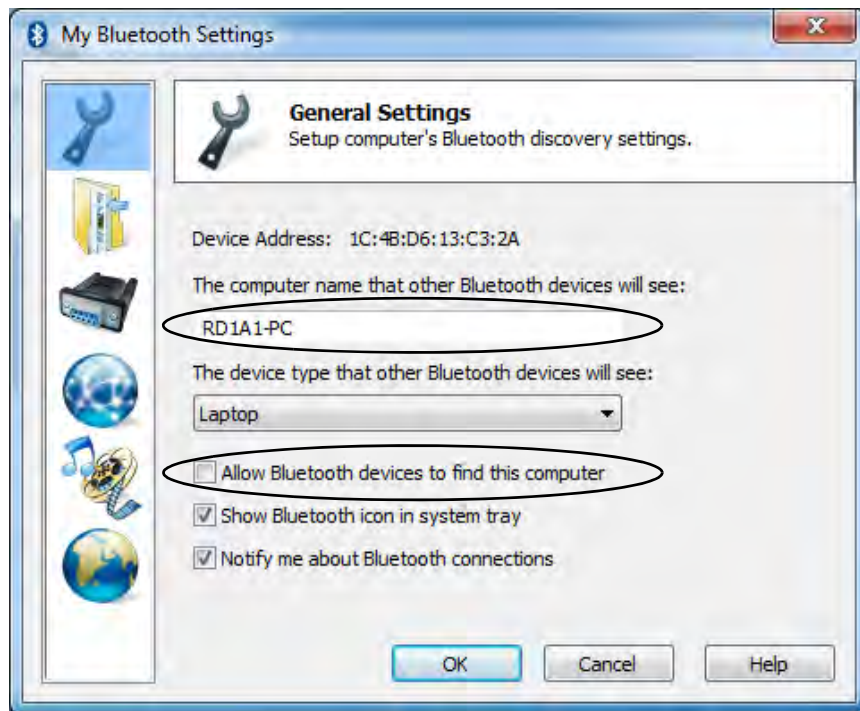 My Bluetooth Settings
General Settings
Setup computer's Bluetooth discovery settings.
Device Address: 1C:4B:D6:13:C3:2A
The computer name that other Bluetooth devices will see:
RD1A1-PC
The device type that other Bluetooth devices will see:
Laptop
Allow Bluetooth devices to find this computer
Show Bluetooth icon in system tray
Notify me about Bluetooth connections
OK Cancel Help